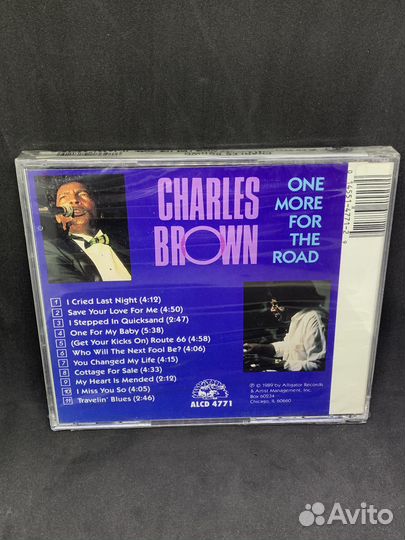 CHARLES
BROWN
ONE
MORE
FOR
THE
ROAD
1 I Cried Last Night (4:12)
2 Save Your Love For Me (4:50)
3 I Stepped In Quicksand (2:47)
4 One For My Baby (5:38)
5 (Get Your Kicks On) Route 66 (4:58)
6 Who Will The Next Fool Be? (4:06)
7 You Changed My Life (4:15)
8 Cottage For Sale (4:33)
9 My Heart Is Mended (2:12)
10 I Miss You So (4:05)
11 Travelin' Blues (2:46)
ALCD 4771
℗ © 1989 by Alligator Records
& Artist Management, Inc.
Box 60234
Chicago, IL 60660
Avito